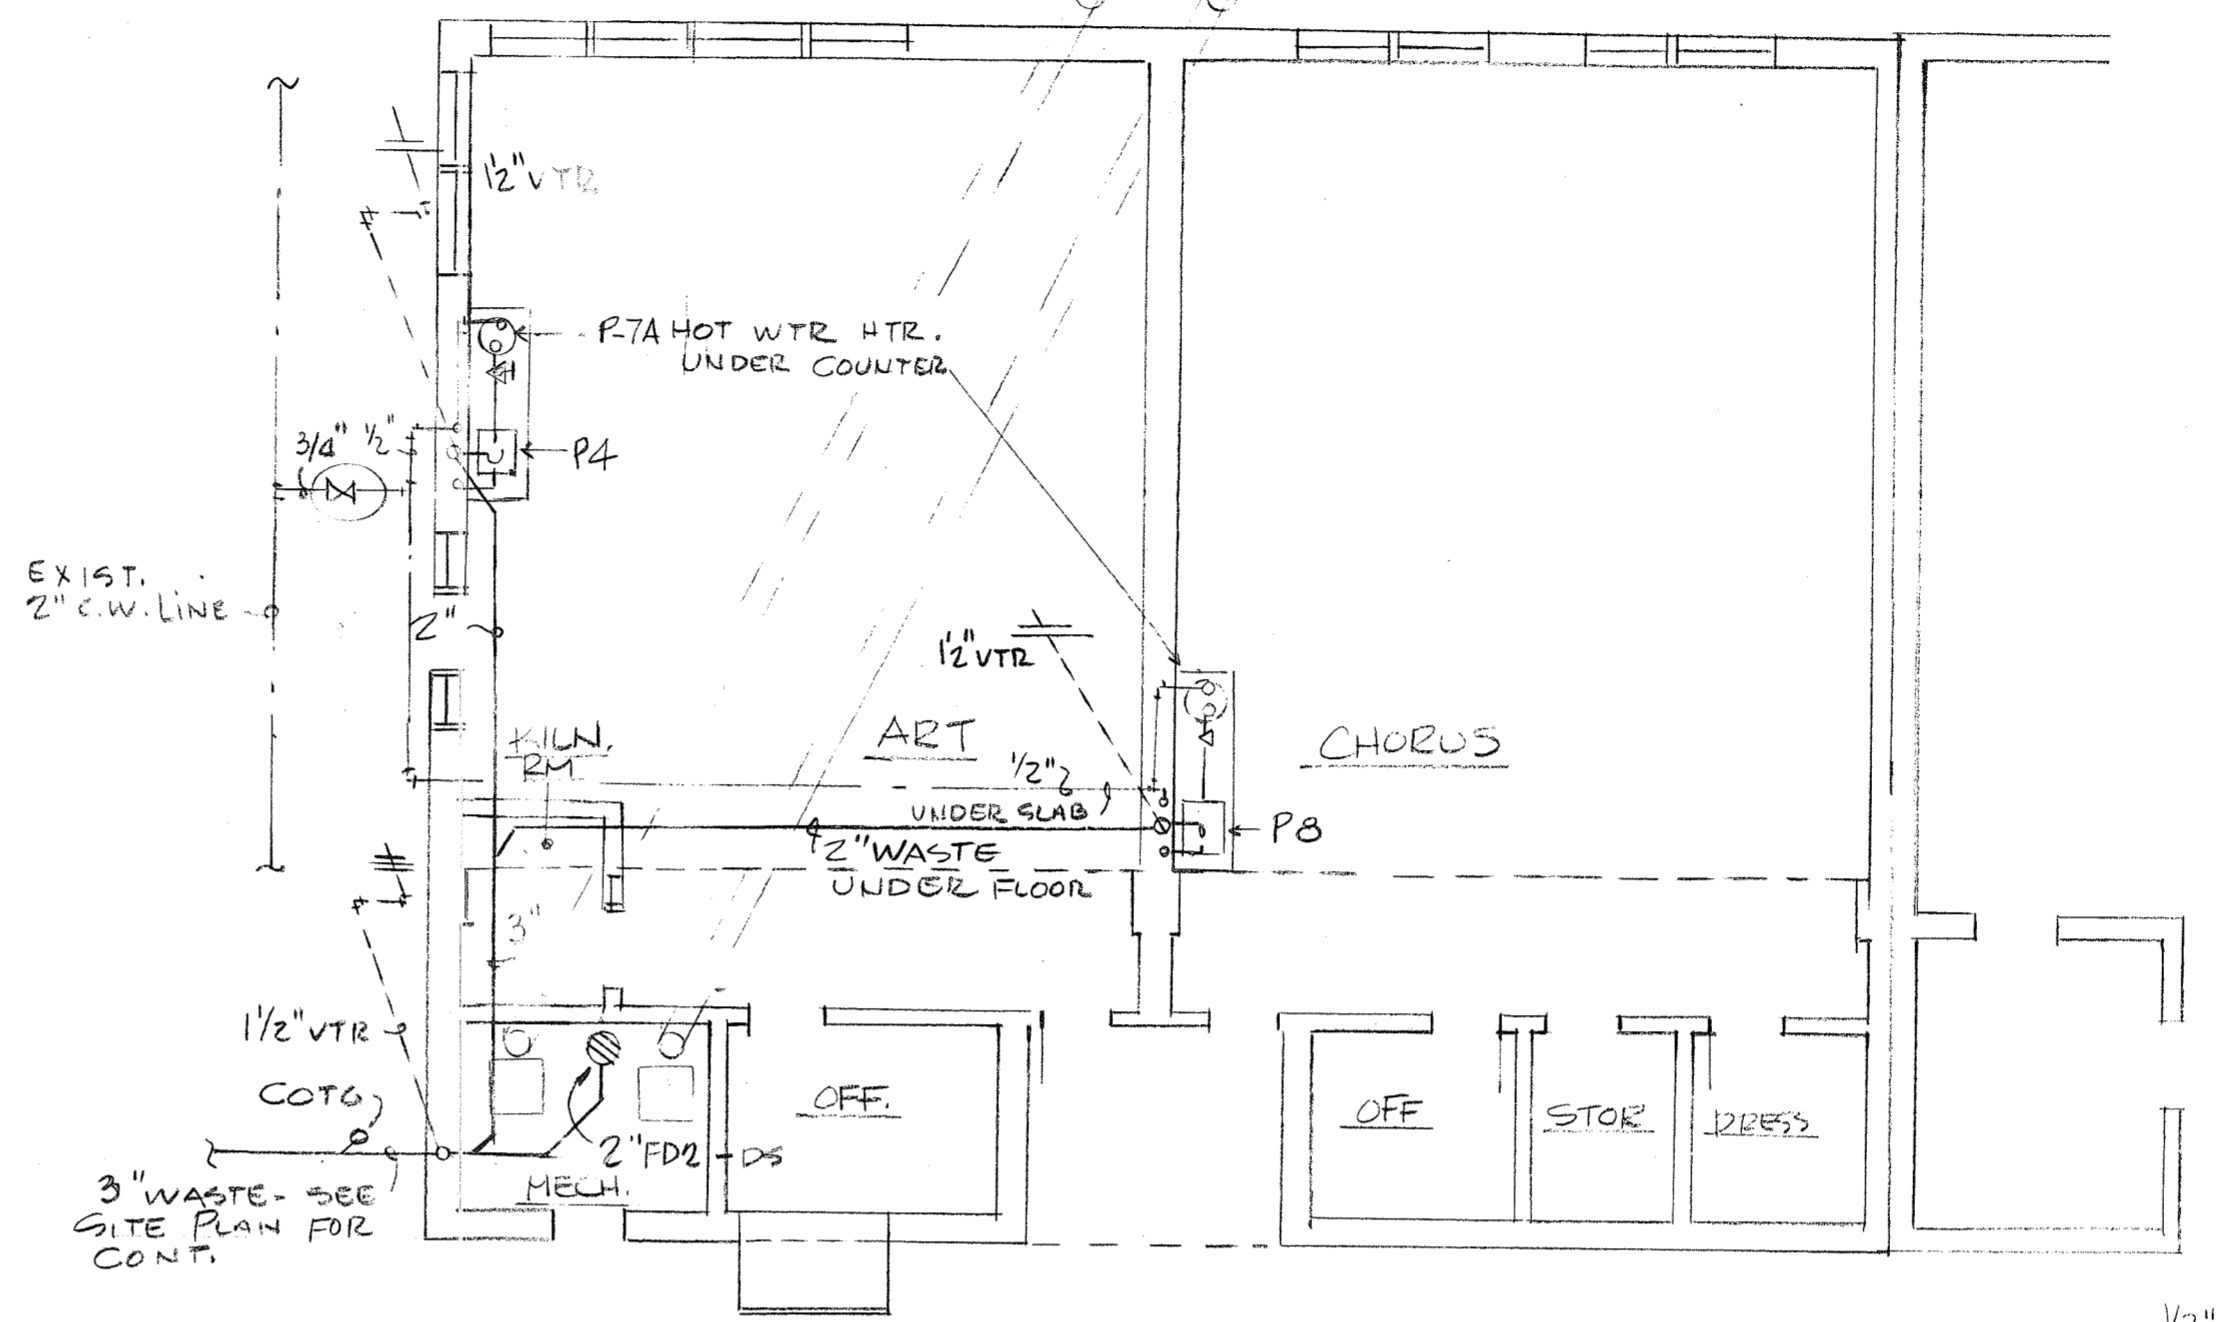 1½" VTR
P-7A HOT WTR HTR.
UNDER COUNTER
3/4" ½"
P4
EXIST.
2" C.W. LINE
2"
1½" VTR
KILN.
RM
ART
CHORUS
½"
UNDER SLAB
P8
2" WASTE
UNDER FLOOR
3"
1½" VTR
COTG
OFF.
OFF
STOR
DRESS
2" FD2
DS
MECH.
3" WASTE - SEE
SITE PLAN FOR
CONT.